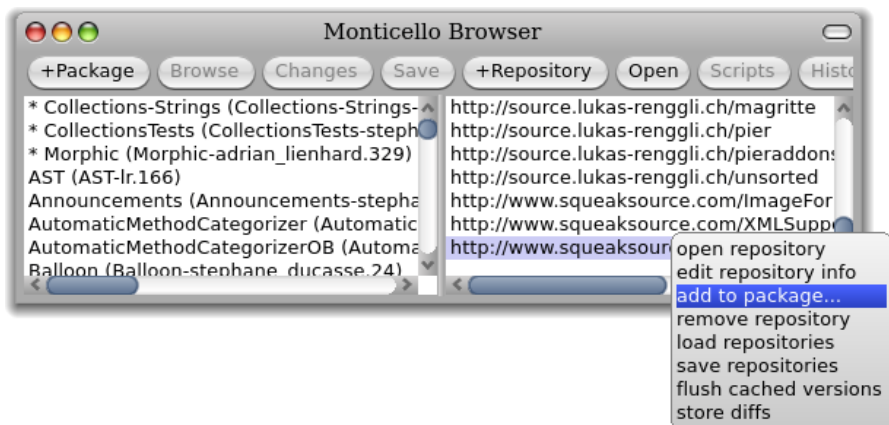 Monticello Browser
+Package Browse Changes Save +Repository Open Scripts Histo
* Collections-Strings (Collections-Strings-
* CollectionsTests (CollectionsTests-steph
* Morphic (Morphic-adrian_lienhard.329)
AST (AST-lr.166)
Announcements (Announcements-stepha
AutomaticMethodCategorizer (Automatic
AutomaticMethodCategorizerOB (Automa
Balloon (Balloon-stephane_ducasse.24)
http://source.lukas-renggli.ch/magritte
http://source.lukas-renggli.ch/pier
http://source.lukas-renggli.ch/pieraddons
http://source.lukas-renggli.ch/unsorted
http://www.squeaksource.com/ImageFor
http://www.squeaksource.com/XMLSuppo
http://www.squeaksourc
open repository
edit repository info
add to package...
remove repository
load repositories
save repositories
flush cached versions
store diffs